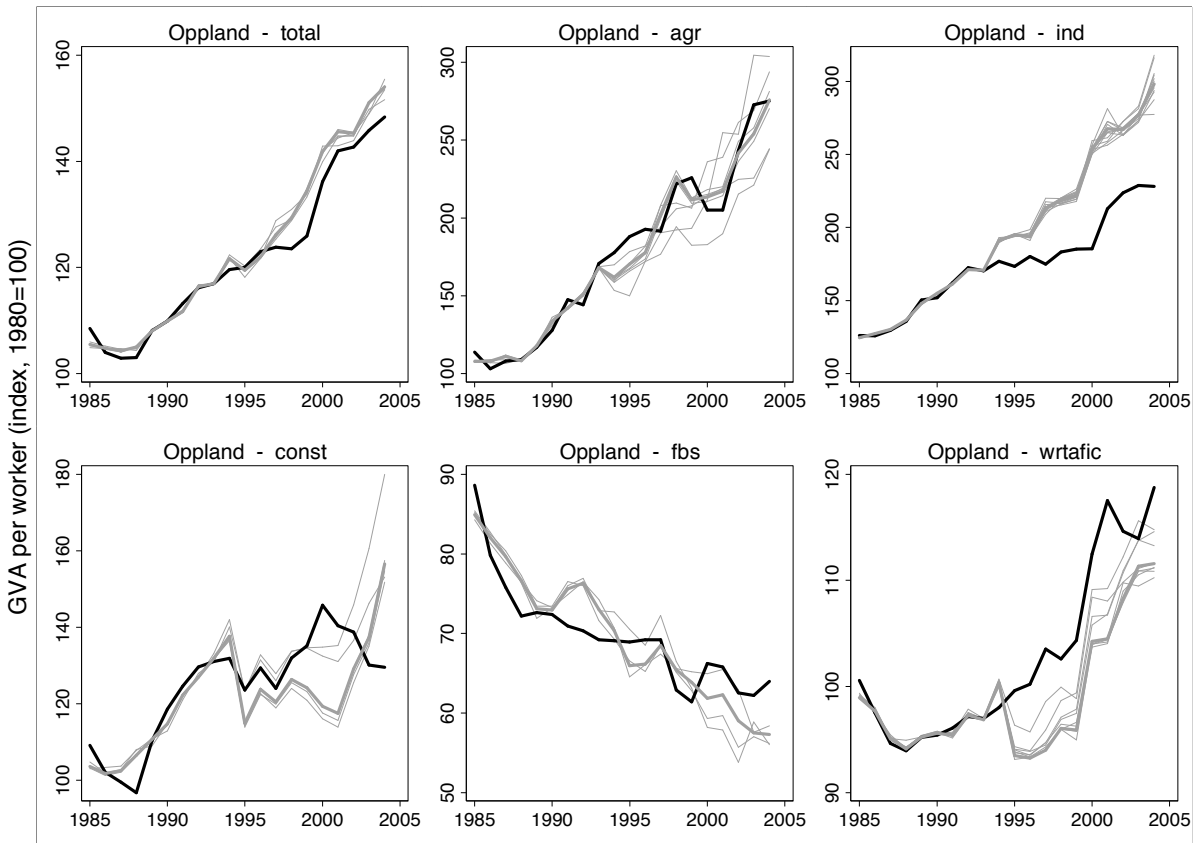 GVA per worker (index, 1980=100)
Oppland - total
160
140
120
100
1985 1990 1995 2000 2005
Oppland - agr
300
250
200
150
100
1985 1990 1995 2000 2005
Oppland - ind
300
250
200
150
100
1985 1990 1995 2000 2005
Oppland - const
180
160
140
120
100
1985 1990 1995 2000 2005
Oppland - fbs
90
80
70
60
50
1985 1990 1995 2000 2005
Oppland - wrtafic
120
110
100
90
1985 1990 1995 2000 2005